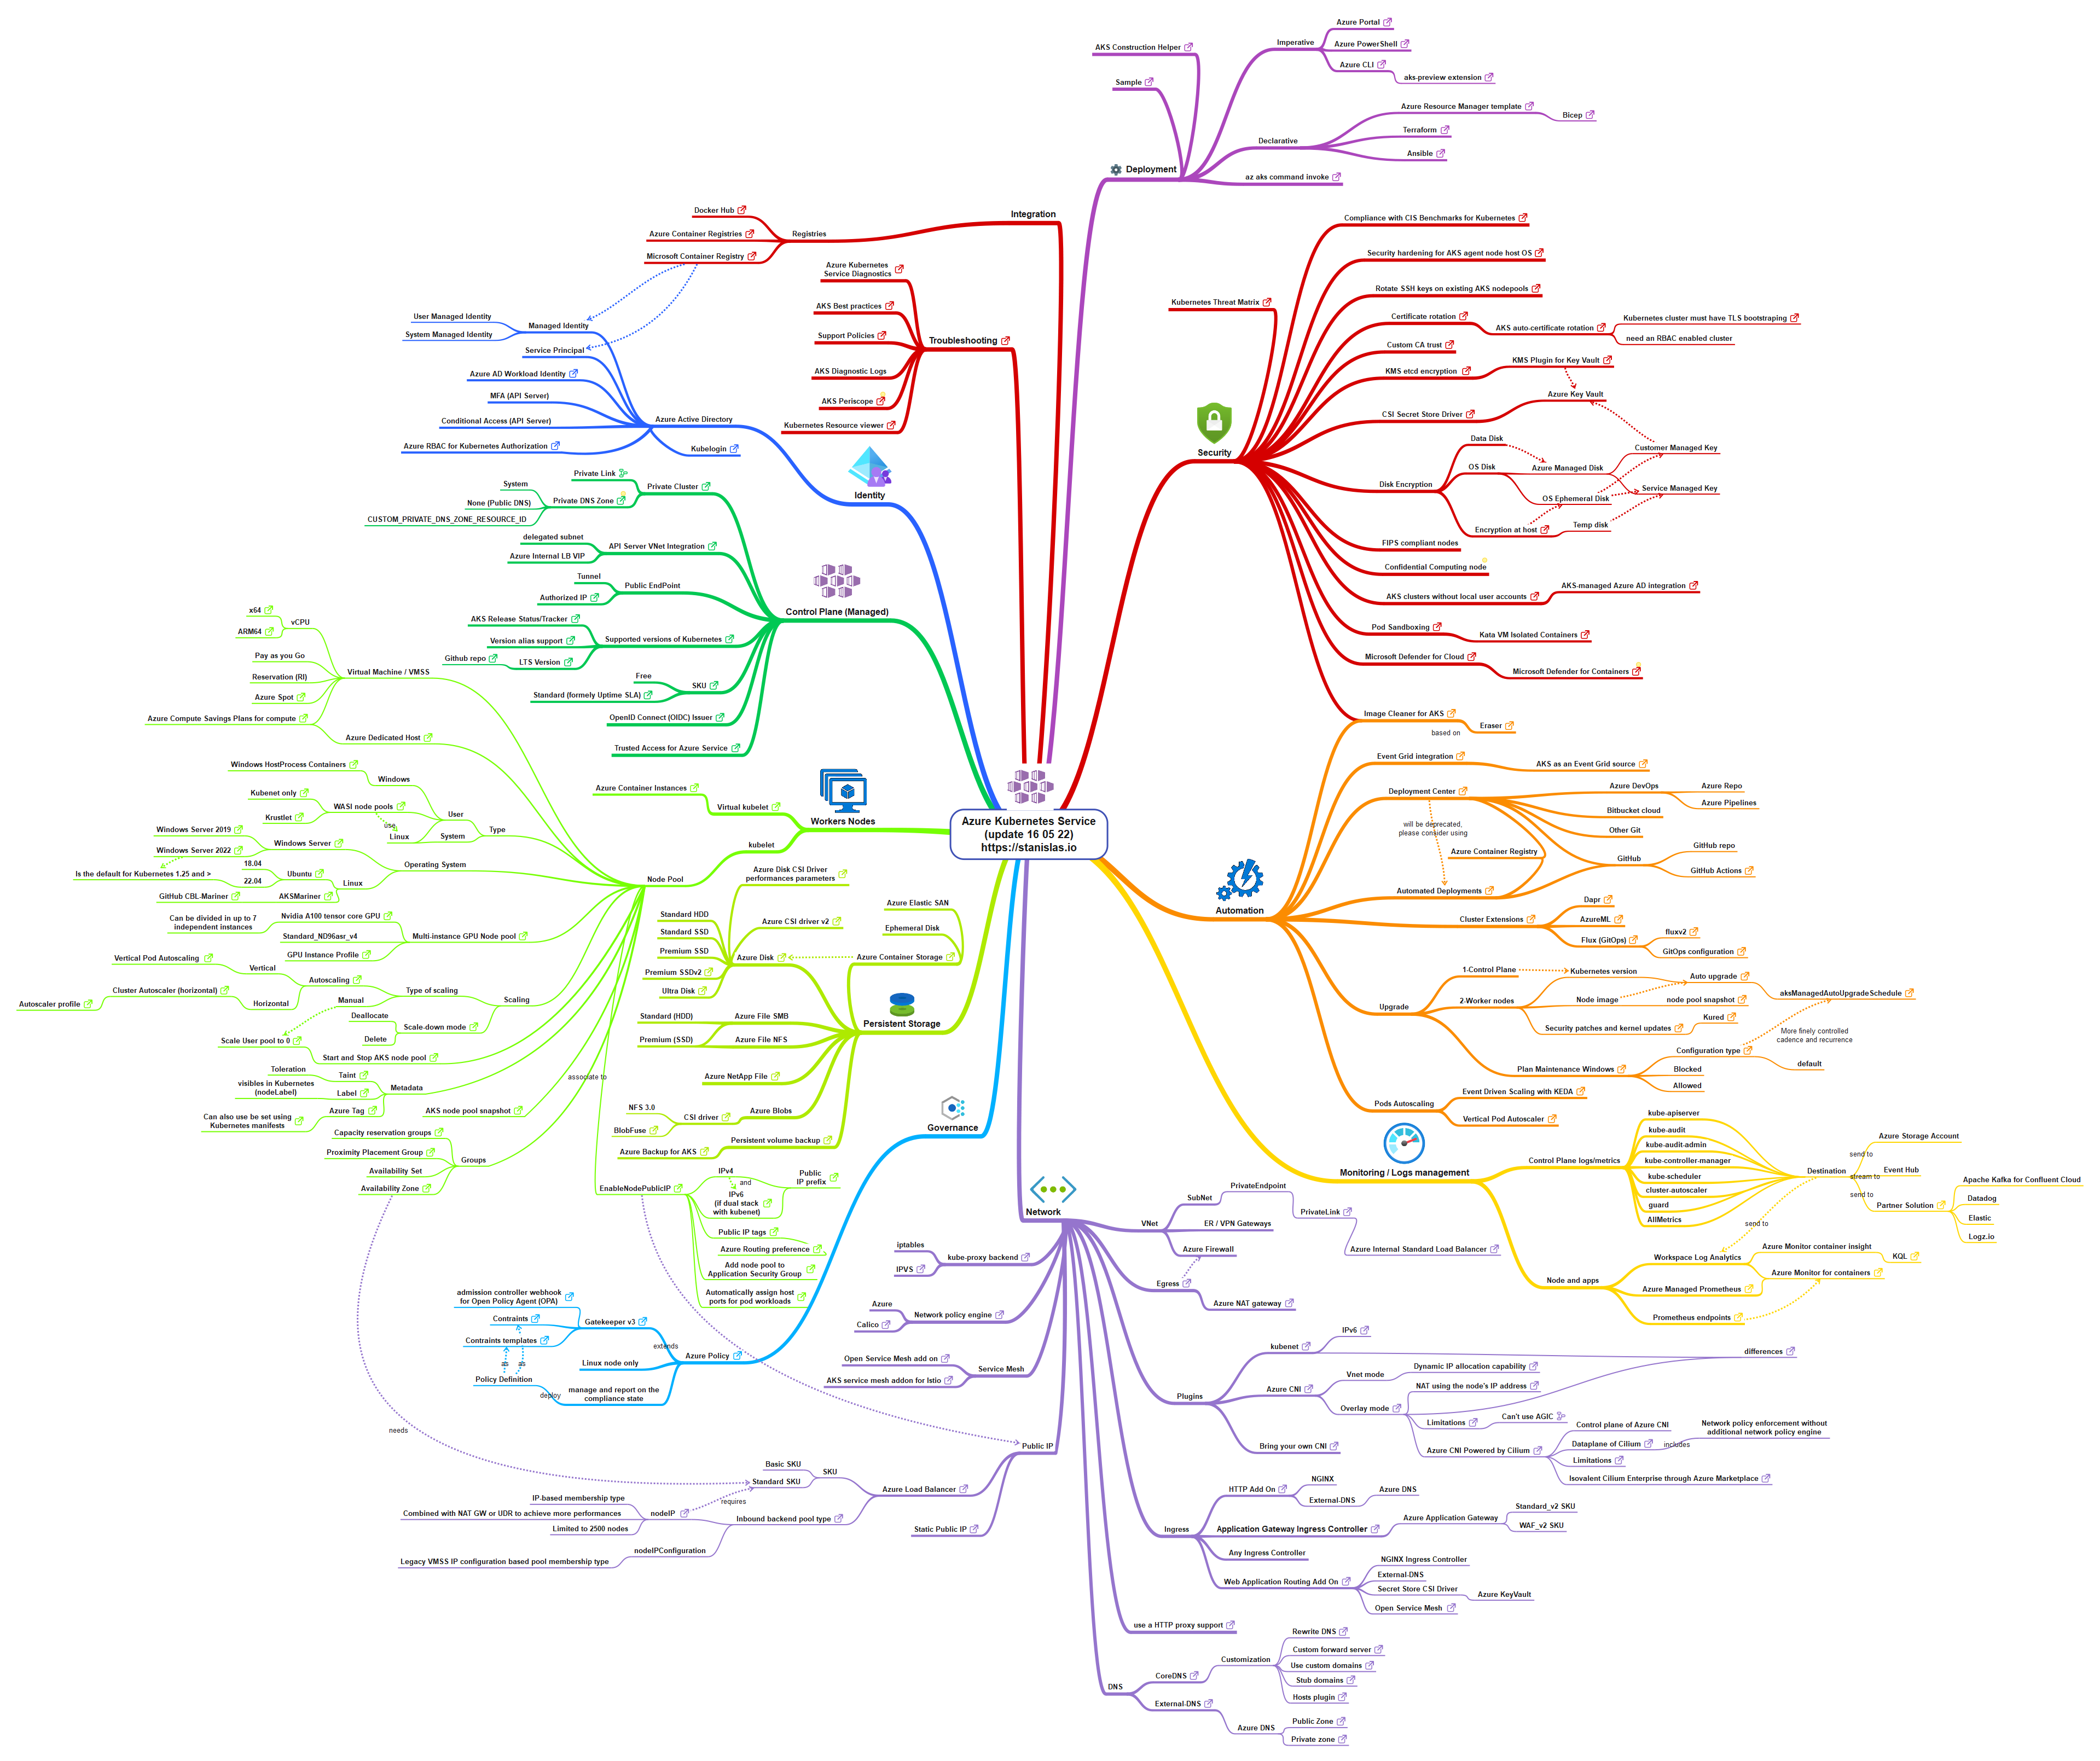 Azure Kubernetes Service
(update 16 05 22)
https://stanislas.io
Deployment
AKS Construction Helper
Sample
Imperative
Azure Portal
Azure PowerShell
Azure CLI
aks-preview extension
Declarative
Azure Resource Manager template
Bicep
Terraform
Ansible
az aks command invoke
Integration
Registries
Docker Hub
Azure Container Registries
Microsoft Container Registry
Troubleshooting
Azure Kubernetes
Service Diagnostics
AKS Best practices
Support Policies
AKS Diagnostic Logs
AKS Periscope
Kubernetes Resource viewer
Identity
Azure Active Directory
Managed Identity
User Managed Identity
System Managed Identity
Service Principal
Azure AD Workload Identity
MFA (API Server)
Conditional Access (API Server)
Azure RBAC for Kubernetes Authorization
Kubelogin
Control Plane (Managed)
Private Cluster
Private Link
Private DNS Zone
System
None (Public DNS)
CUSTOM_PRIVATE_DNS_ZONE_RESOURCE_ID
API Server VNet Integration
delegated subnet
Azure Internal LB VIP
Public EndPoint
Tunnel
Authorized IP
Supported versions of Kubernetes
AKS Release Status/Tracker
Version alias support
LTS Version
Github repo
SKU
Free
Standard (formely Uptime SLA)
OpenID Connect (OIDC) Issuer
Trusted Access for Azure Service
Workers Nodes
Virtual kubelet
Azure Container Instances
kubelet
Node Pool
Virtual Machine / VMSS
vCPU
x64
ARM64
Pay as you Go
Reservation (RI)
Azure Spot
Azure Compute Savings Plans for compute
Azure Dedicated Host
Type
User
Windows
Windows HostProcess Containers
WASI node pools
Kubenet only
Krustlet
use
Linux
System
Operating System
Windows Server
Windows Server 2019
Windows Server 2022
Linux
Ubuntu
18.04
22.04
Is the default for Kubernetes 1.25 and >
AKSMariner
GitHub CBL-Mariner
Multi-instance GPU Node pool
Nvidia A100 tensor core GPU
Can be divided in up to 7
independent instances
Standard_ND96asr_v4
GPU Instance Profile
Scaling
Type of scaling
Autoscaling
Vertical
Vertical Pod Autoscaling
Horizontal
Cluster Autoscaler (horizontal)
Autoscaler profile
Manual
Scale-down mode
Deallocate
Delete
Start and Stop AKS node pool
Scale User pool to 0
Metadata
Taint
Toleration
Label
visibles in Kubernetes
(nodeLabel)
Azure Tag
Can also use be set using
Kubernetes manifests
AKS node pool snapshot
Groups
Capacity reservation groups
Proximity Placement Group
Availability Set
Availability Zone
associate to
EnableNodePublicIP
IPv4
and
IPv6
(if dual stack
with kubenet)
Public
IP prefix
Public IP tags
Azure Routing preference
Add node pool to
Application Security Group
Automatically assign host
ports for pod workloads
Persistent Storage
Azure Disk
Azure Disk CSI Driver
performances parameters
Azure CSI driver v2
Standard HDD
Standard SSD
Premium SSD
Premium SSDv2
Ultra Disk
Azure Container Storage
Azure Elastic SAN
Ephemeral Disk
Azure File SMB
Standard (HDD)
Azure File NFS
Premium (SSD)
Azure NetApp File
Azure Blobs
CSI driver
NFS 3.0
BlobFuse
Persistent volume backup
Azure Backup for AKS
Governance
Azure Policy
extends
Gatekeeper v3
admission controller webhook
for Open Policy Agent (OPA)
Contraints
Contraints templates
as
as
Linux node only
manage and report on the
compliance state
deploy
Policy Definition
Security
Kubernetes Threat Matrix
Compliance with CIS Benchmarks for Kubernetes
Security hardening for AKS agent node host OS
Rotate SSH keys on existing AKS nodepools
Certificate rotation
AKS auto-certificate rotation
Kubernetes cluster must have TLS bootstraping
need an RBAC enabled cluster
Custom CA trust
KMS etcd encryption
KMS Plugin for Key Vault
CSI Secret Store Driver
Azure Key Vault
Disk Encryption
Data Disk
OS Disk
Azure Managed Disk
Customer Managed Key
Service Managed Key
OS Ephemeral Disk
Encryption at host
Temp disk
FIPS compliant nodes
Confidential Computing node
AKS clusters without local user accounts
AKS-managed Azure AD integration
Pod Sandboxing
Kata VM Isolated Containers
Microsoft Defender for Cloud
Microsoft Defender for Containers
Image Cleaner for AKS
based on
Eraser
Automation
Event Grid integration
AKS as an Event Grid source
Deployment Center
Azure DevOps
Azure Repo
Azure Pipelines
Bitbucket cloud
Other Git
GitHub
GitHub repo
GitHub Actions
will be deprecated,
please consider using
Azure Container Registry
Automated Deployments
Cluster Extensions
Dapr
AzureML
Flux (GitOps)
fluxv2
GitOps configuration
Upgrade
1-Control Plane
Kubernetes version
Auto upgrade
aksManagedAutoUpgradeSchedule
2-Worker nodes
Node image
node pool snapshot
Security patches and kernel updates
Kured
Plan Maintenance Windows
Configuration type
default
More finely controlled
cadence and recurrence
Blocked
Allowed
Pods Autoscaling
Event Driven Scaling with KEDA
Vertical Pod Autoscaler
Monitoring / Logs management
Control Plane logs/metrics
kube-apiserver
kube-audit
kube-audit-admin
kube-controller-manager
kube-scheduler
cluster-autoscaler
guard
AllMetrics
Destination
send to
Azure Storage Account
stream to
Event Hub
send to
Partner Solution
Apache Kafka for Confluent Cloud
Datadog
Elastic
Logz.io
send to
Node and apps
Workspace Log Analytics
Azure Monitor container insight
KQL
Azure Monitor for containers
Azure Managed Prometheus
Prometheus endpoints
Network
VNet
SubNet
PrivateEndpoint
PrivateLink
Azure Internal Standard Load Balancer
ER / VPN Gateways
Azure Firewall
Egress
Azure NAT gateway
kube-proxy backend
iptables
IPVS
Network policy engine
Azure
Calico
Service Mesh
Open Service Mesh add on
AKS service mesh addon for Istio
Plugins
kubenet
IPv6
differences
Azure CNI
Vnet mode
Dynamic IP allocation capability
Overlay mode
NAT using the node's IP address
Limitations
Can't use AGIC
Azure CNI Powered by Cilium
Control plane of Azure CNI
Dataplane of Cilium
includes
Network policy enforcement without
additional network policy engine
Limitations
Isovalent Cilium Enterprise through Azure Marketplace
Bring your own CNI
Public IP
Azure Load Balancer
SKU
Basic SKU
Standard SKU
needs
requires
Inbound backend pool type
nodeIP
IP-based membership type
Combined with NAT GW or UDR to achieve more performances
Limited to 2500 nodes
nodeIPConfiguration
Legacy VMSS IP configuration based pool membership type
Static Public IP
Ingress
HTTP Add On
NGINX
External-DNS
Azure DNS
Application Gateway Ingress Controller
Azure Application Gateway
Standard_v2 SKU
WAF_v2 SKU
Any Ingress Controller
Web Application Routing Add On
NGINX Ingress Controller
External-DNS
Secret Store CSI Driver
Azure KeyVault
Open Service Mesh
use a HTTP proxy support
DNS
CoreDNS
Customization
Rewrite DNS
Custom forward server
Use custom domains
Stub domains
Hosts plugin
External-DNS
Azure DNS
Public Zone
Private zone